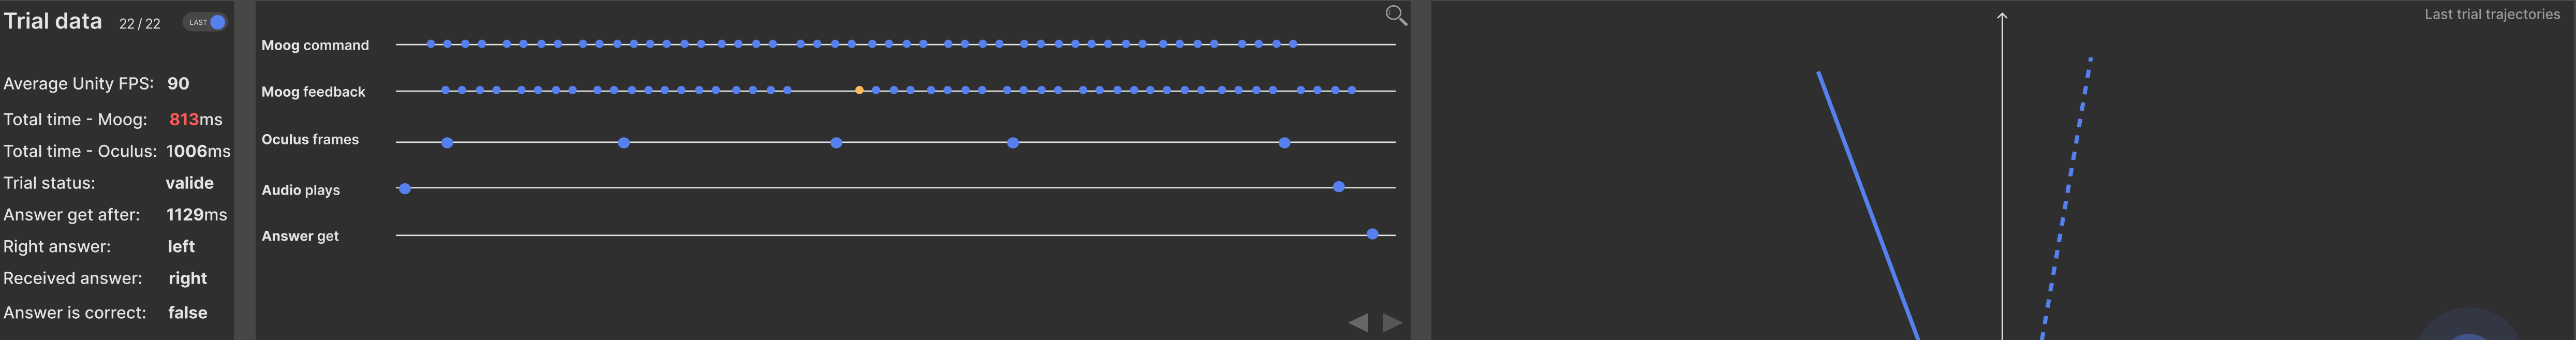 Trial data 22 / 22 LAST
Average Unity FPS: 90
Total time - Moog: 813ms
Total time - Oculus: 1006ms
Trial status: valide
Answer get after: 1129ms
Right answer: left
Received answer: right
Answer is correct: false
Moog command
Moog feedback
Oculus frames
Audio plays
Answer get
Last trial trajectories